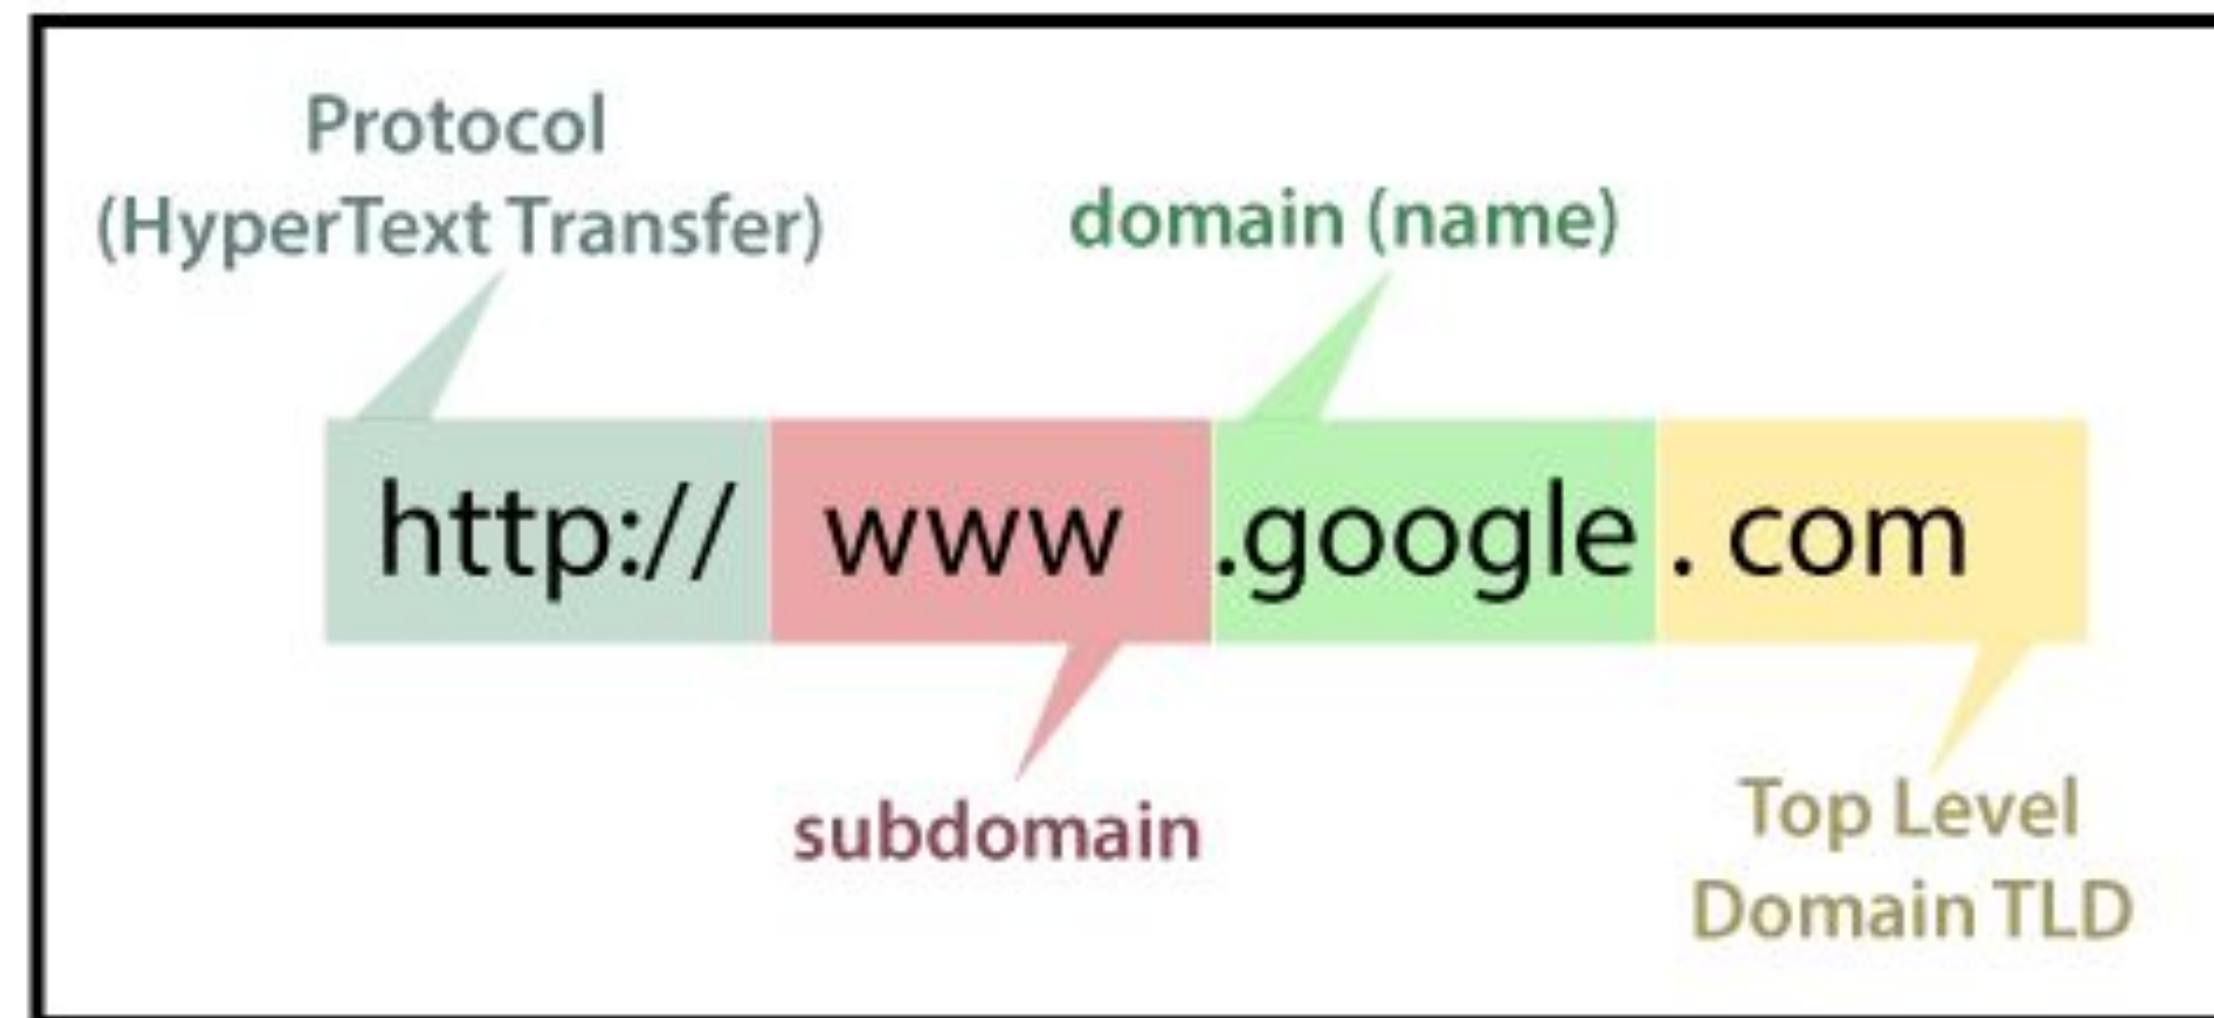 Protocol
(HyperText Transfer)
domain (name)
http:// www .google . com
subdomain
Top Level
Domain TLD